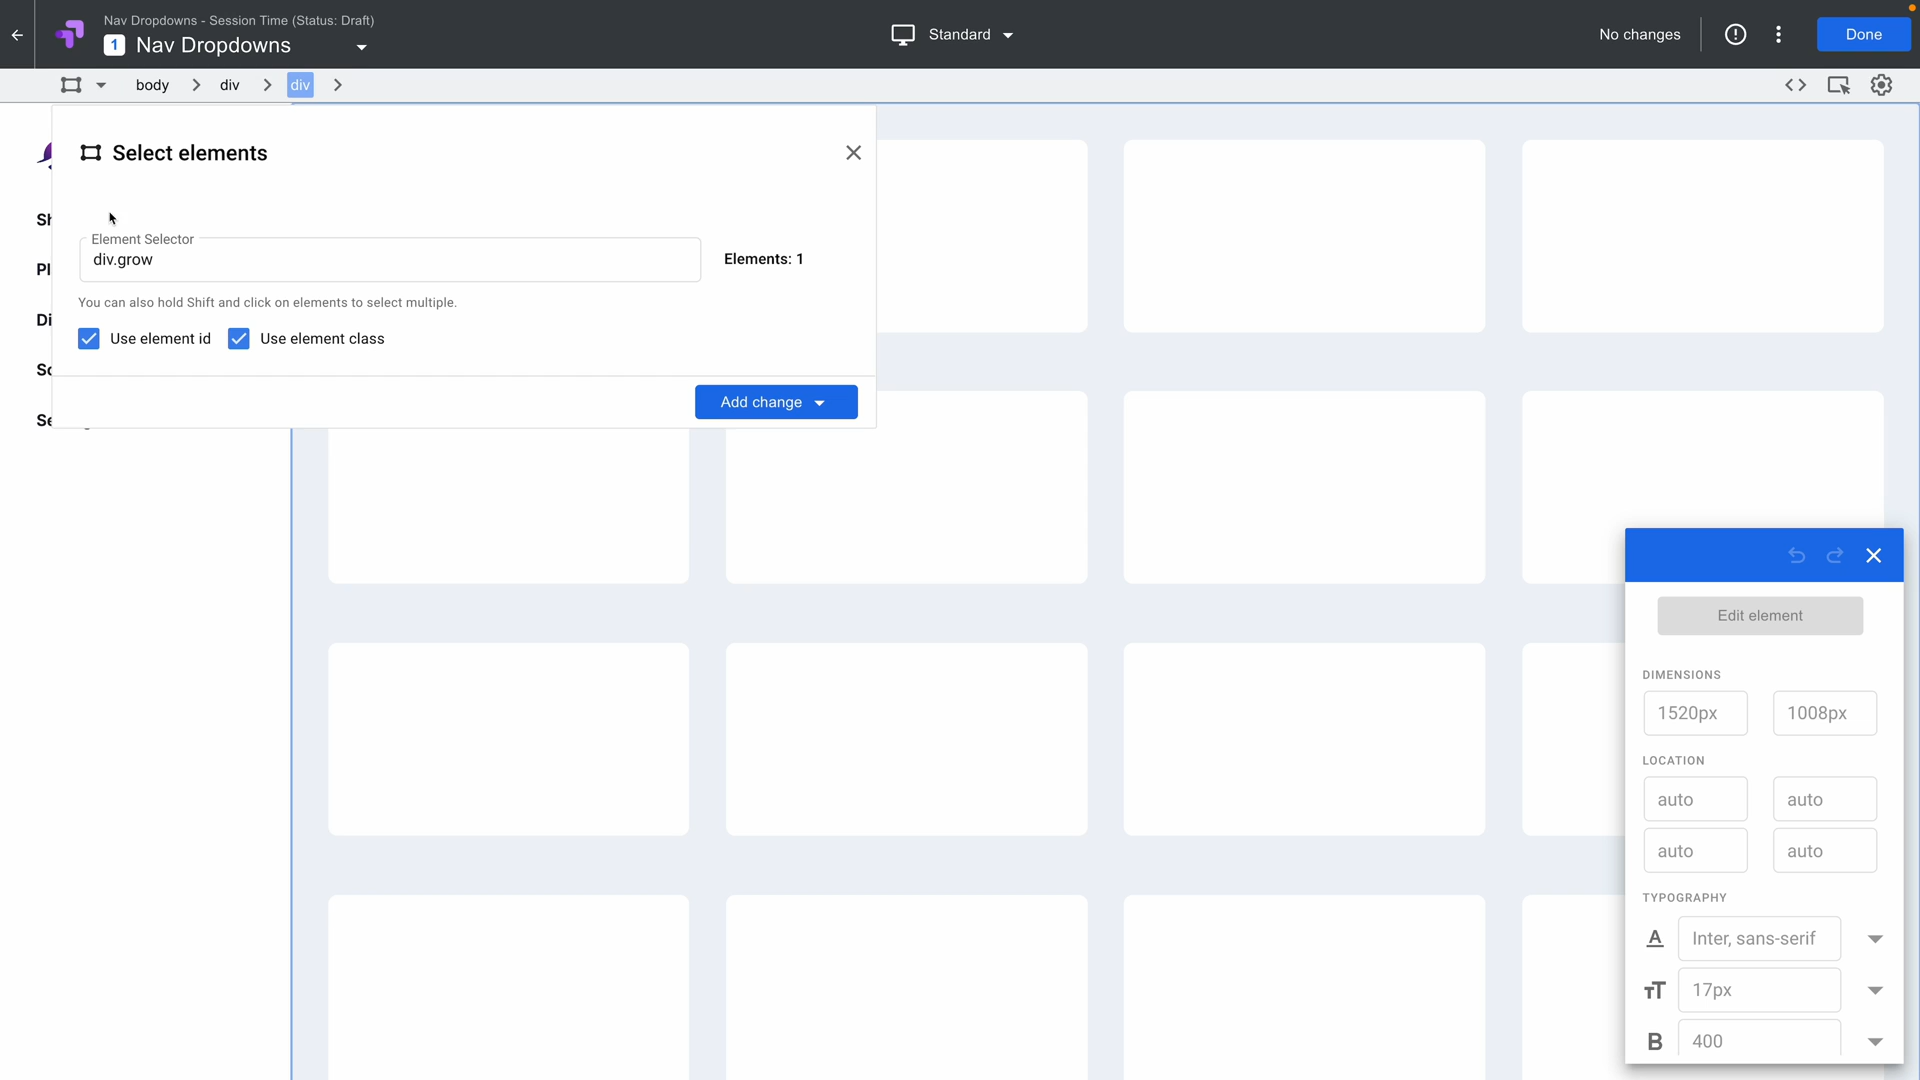 Nav Dropdowns - Session Time (Status: Draft)
1 Nav Dropdowns
Standard
No changes
Done
body
div
div
Select elements
Element Selector
div.grow
Elements: 1
You can also hold Shift and click on elements to select multiple.
Use element id
Use element class
Add change
Edit element
DIMENSIONS
1520px
1008px
LOCATION
auto
auto
auto
auto
TYPOGRAPHY
A Inter, sans-serif
TT 17px
B 400